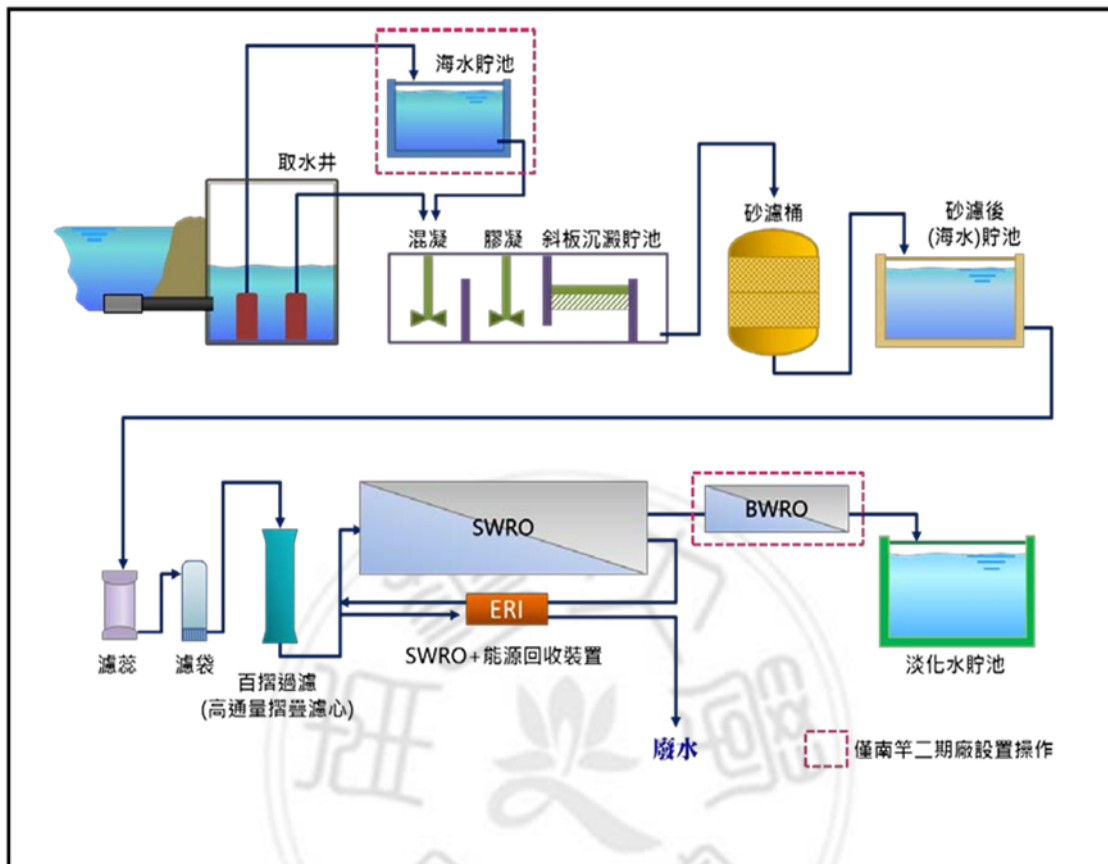 海水貯池
取水井
混凝
膠凝
斜板沉澱貯池
砂濾桶
砂濾後
(海水)貯池
SWRO
BWRO
ERI
SWRO+能源回收裝置
濾蕊
濾袋
百摺過濾
(高通量摺疊濾心)
淡化水貯池
廢水
僅南竿二期廠設置操作